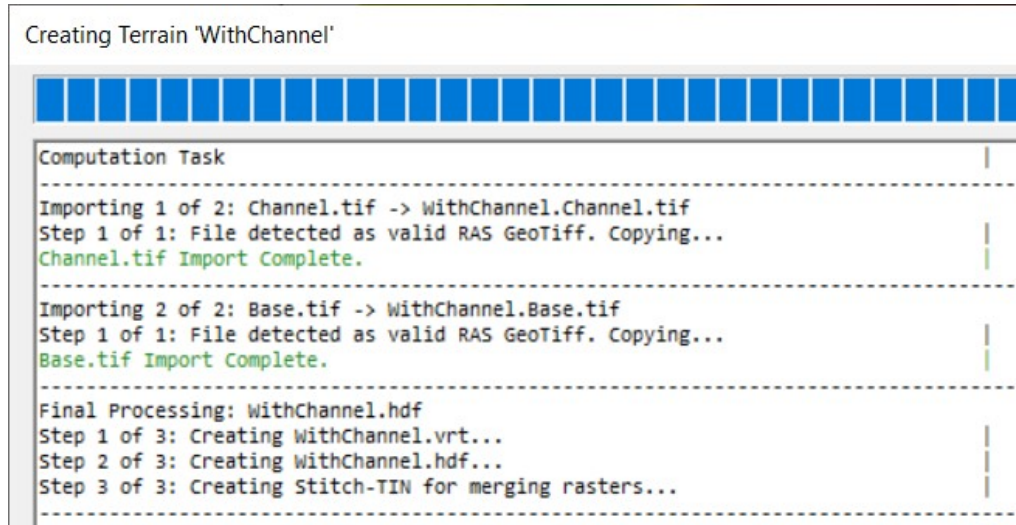 Creating Terrain 'WithChannel'
Computation Task |
Importing 1 of 2: Channel.tif -> WithChannel.Channel.tif
Step 1 of 1: File detected as valid RAS GeoTiff. Copying... |
Channel.tif Import Complete. |
Importing 2 of 2: Base.tif -> WithChannel.Base.tif
Step 1 of 1: File detected as valid RAS GeoTiff. Copying... |
Base.tif Import Complete. |
Final Processing: WithChannel.hdf
Step 1 of 3: Creating WithChannel.vrt... |
Step 2 of 3: Creating WithChannel.hdf... |
Step 3 of 3: Creating Stitch-TIN for merging rasters... |